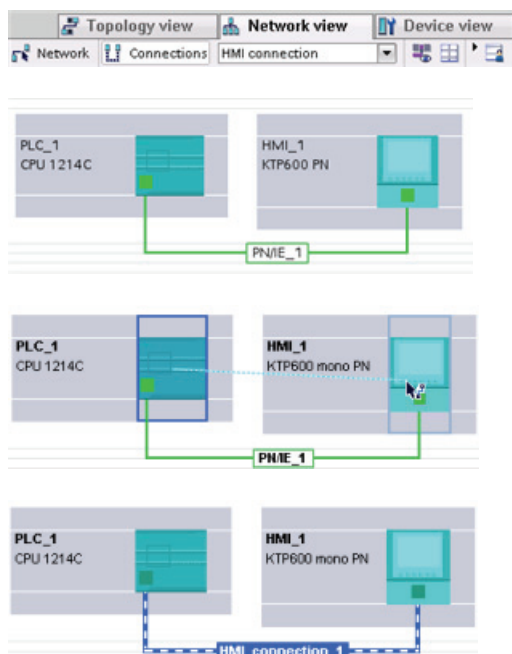 Topology view Network view Device view
Network Connections HMI connection
PLC_1 HMI_1
CPU 1214C KTP600 PN
PN/IE_1
PLC_1 HMI_1
CPU 1214C KTP600 mono PN
PN/IE_1
PLC_1 HMI_1
CPU 1214C KTP600 mono PN
HMI_connection_1